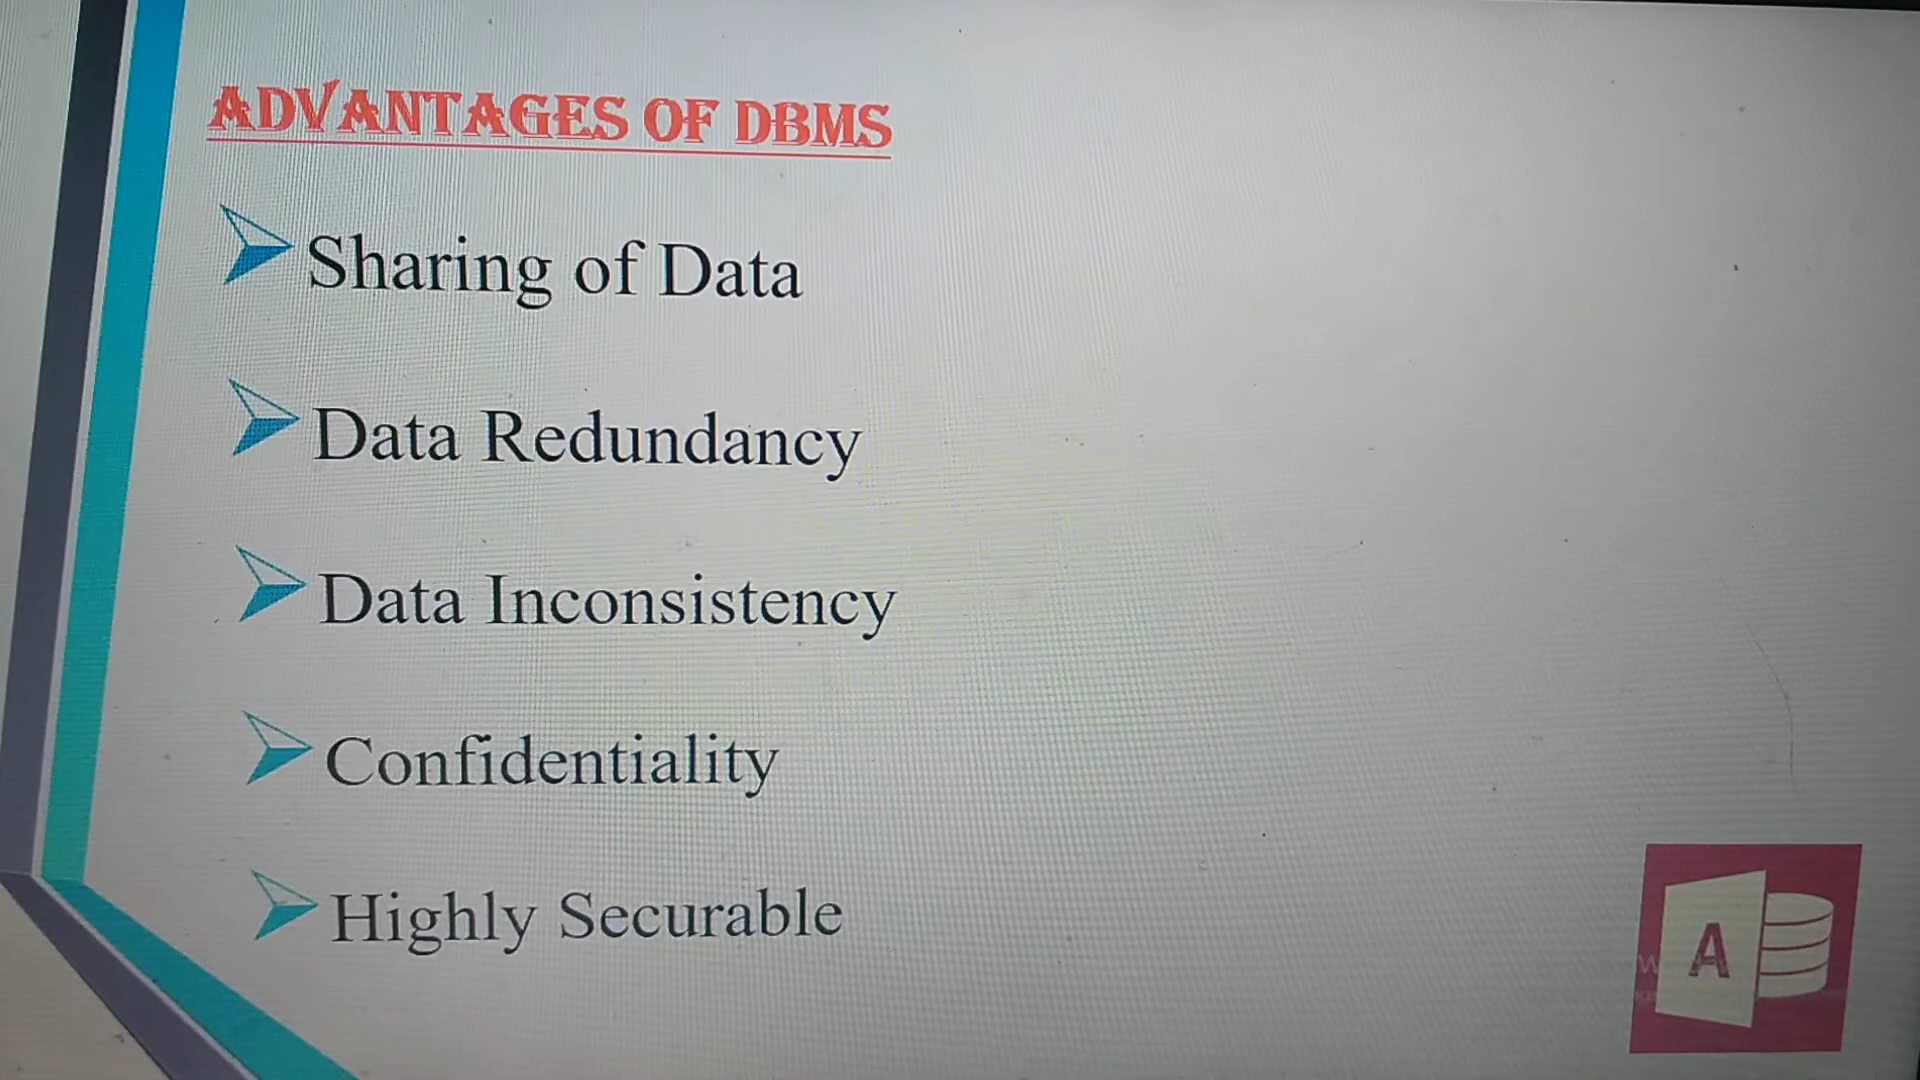 ADVANTAGES OF DBMS
Sharing of Data
Data Redundancy
Data Inconsistency
Confidentiality
Highly Securable
A